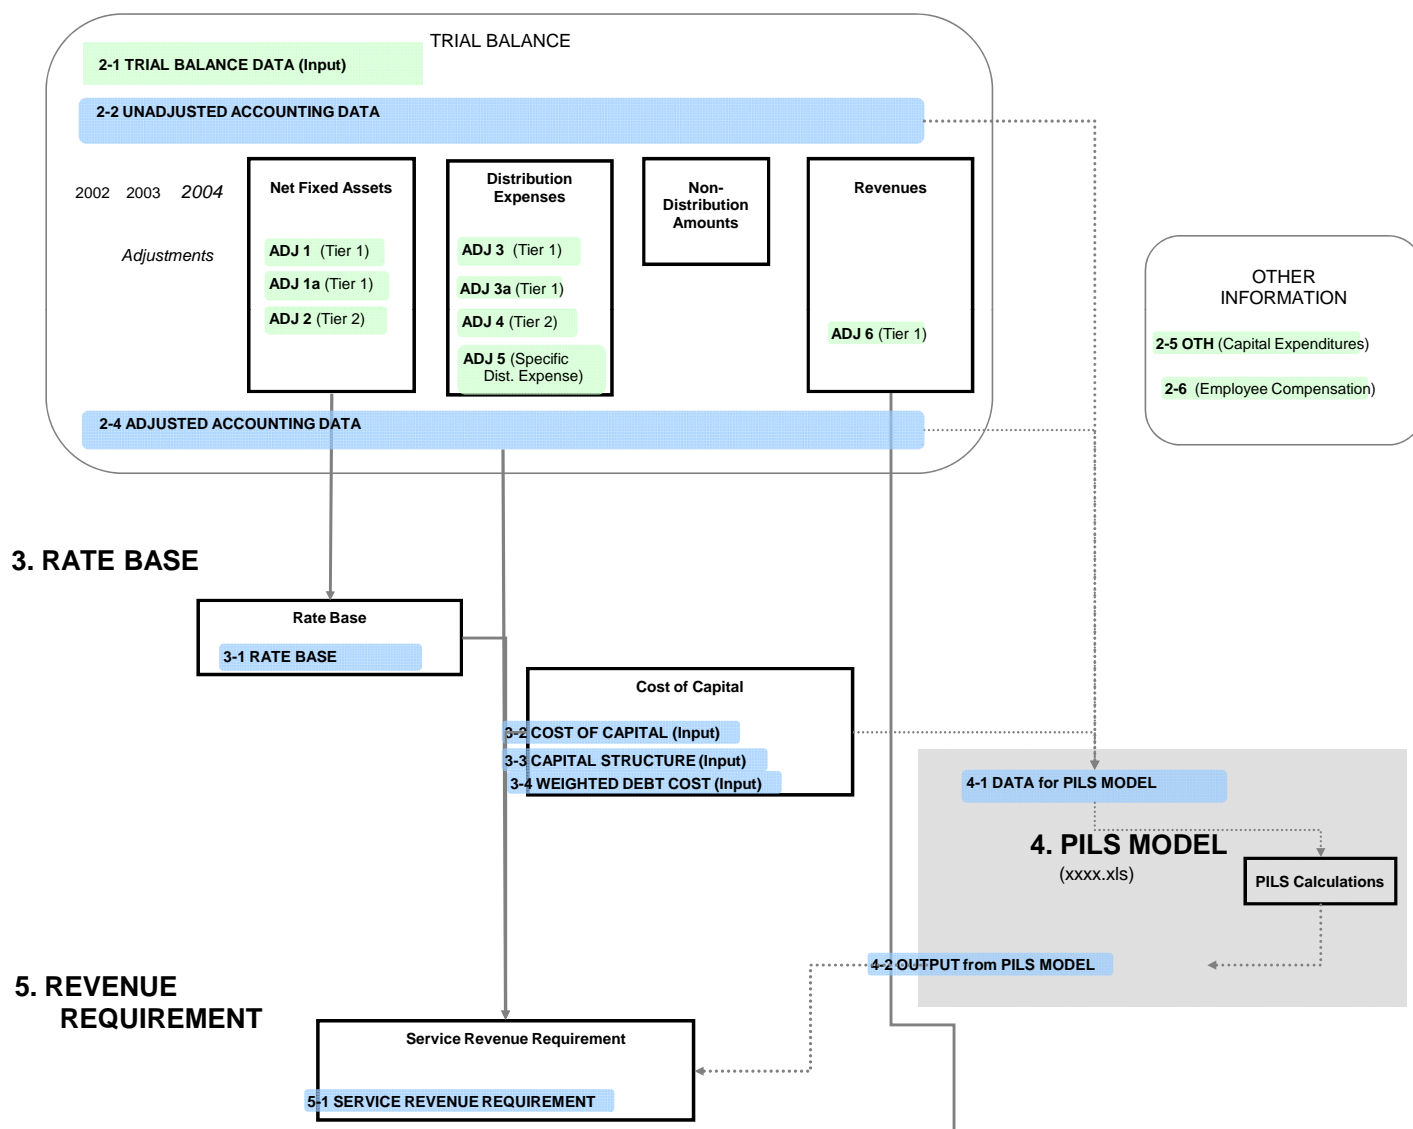 TRIAL BALANCE
2-1 TRIAL BALANCE DATA (Input)
2-2 UNADJUSTED ACCOUNTING DATA
2002 2003 2004
Adjustments
Net Fixed Assets
ADJ 1 (Tier 1)
ADJ 1a (Tier 1)
ADJ 2 (Tier 2)
Distribution
Expenses
ADJ 3 (Tier 1)
ADJ 3a (Tier 1)
ADJ 4 (Tier 2)
ADJ 5 (Specific
Dist. Expense)
Non-
Distribution
Amounts
Revenues
ADJ 6 (Tier 1)
2-4 ADJUSTED ACCOUNTING DATA
OTHER
INFORMATION
2-5 OTH (Capital Expenditures)
2-6 (Employee Compensation)
3. RATE BASE
Rate Base
3-1 RATE BASE
Cost of Capital
3-2 COST OF CAPITAL (Input)
3-3 CAPITAL STRUCTURE (Input)
3-4 WEIGHTED DEBT COST (Input)
4-1 DATA for PILS MODEL
4. PILS MODEL
(xxxx.xls)
PILS Calculations
4-2 OUTPUT from PILS MODEL
5. REVENUE
REQUIREMENT
Service Revenue Requirement
5-1 SERVICE REVENUE REQUIREMENT